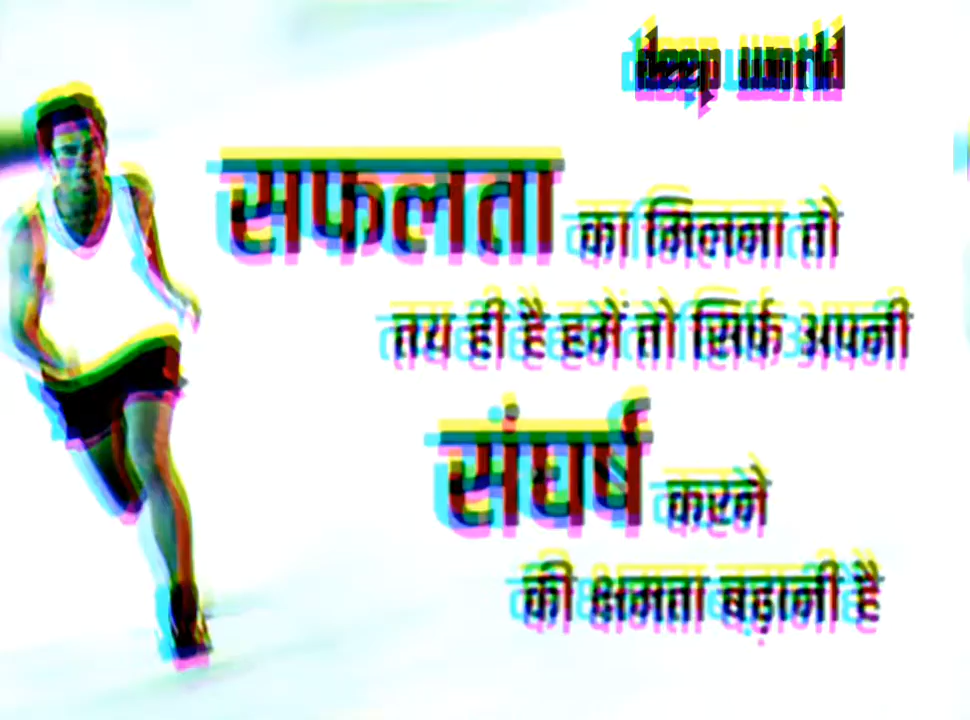 deep world
सफलता का मिलना तो
तय ही है हमें तो सिर्फ अपनी
संघर्ष करने
की क्षमता बढ़ानी है